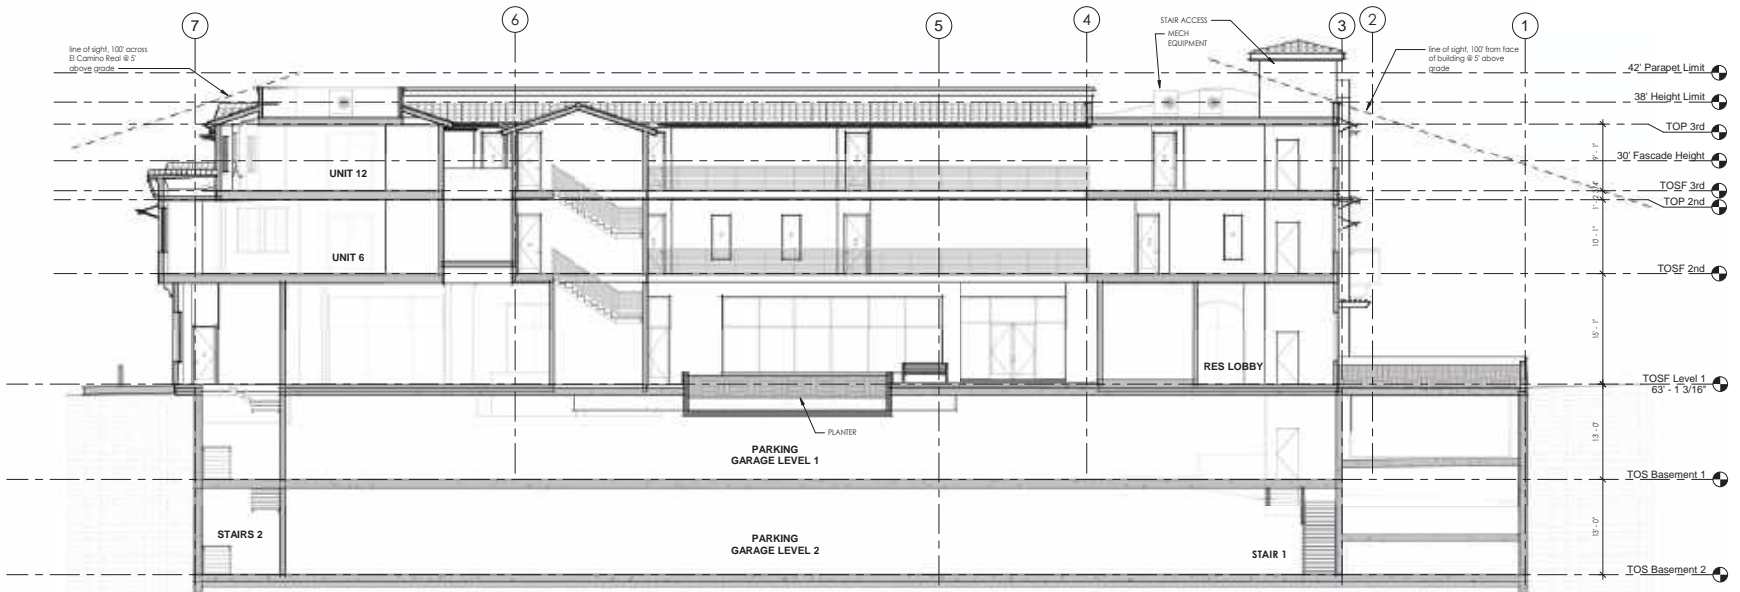 7
6
5
4
3
2
1
line of sight, 100' across
El Camino Real @ 5'
above grade
STAIR ACCESS
MECH
EQUIPMENT
line of sight, 100' from face
of building @ 5' above
grade
42' Parapet Limit
38' Height Limit
TOP 3rd
9' - 1"
30' Fascade Height
UNIT 12
TOSF 3rd
TOP 2nd
10' - 1"
UNIT 6
TOSF 2nd
15' - 1"
RES LOBBY
TOSF Level 1
63' - 1 3/16"
PLANTER
13' - 0"
PARKING
GARAGE LEVEL 1
TOS Basement 1
STAIRS 2
13' - 0"
PARKING
GARAGE LEVEL 2
STAIR 1
TOS Basement 2